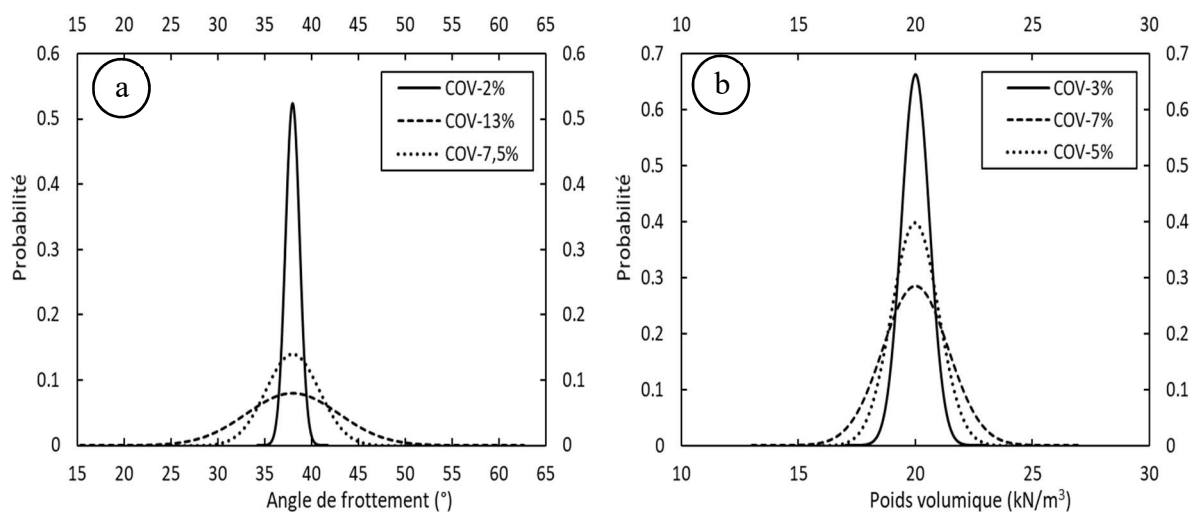 15 20 25 30 35 40 45 50 55 60 65
0.6 0.6
a
COV-2%
0.5 0.5
COV-13%
COV-7,5%
0.4 0.4
Probabilité
0.3 0.3
0.2 0.2
0.1 0.1
0 0
15 20 25 30 35 40 45 50 55 60 65
Angle de frottement (°)
10 15 20 25 30
0.7 0.7
b
COV-3%
0.6 0.6
COV-7%
COV-5%
0.5 0.5
0.4 0.4
Probabilité
0.3 0.3
0.2 0.2
0.1 0.1
0 0
10 15 20 25 30
Poids volumique (kN/m³)